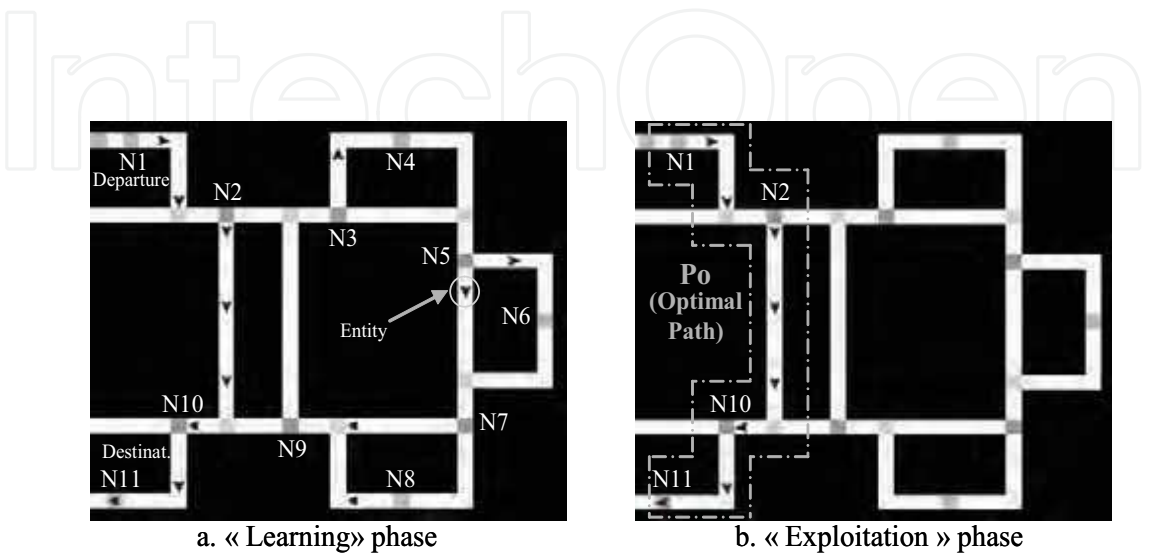 IntechOpen
N1
Departure
N2
N3
N4
N5
Entity
N6
N10
N7
Destinat.
N9
N11
N8
a. « Learning» phase
N1
N2
Po
(Optimal
Path)
N10
N11
b. « Exploitation » phase